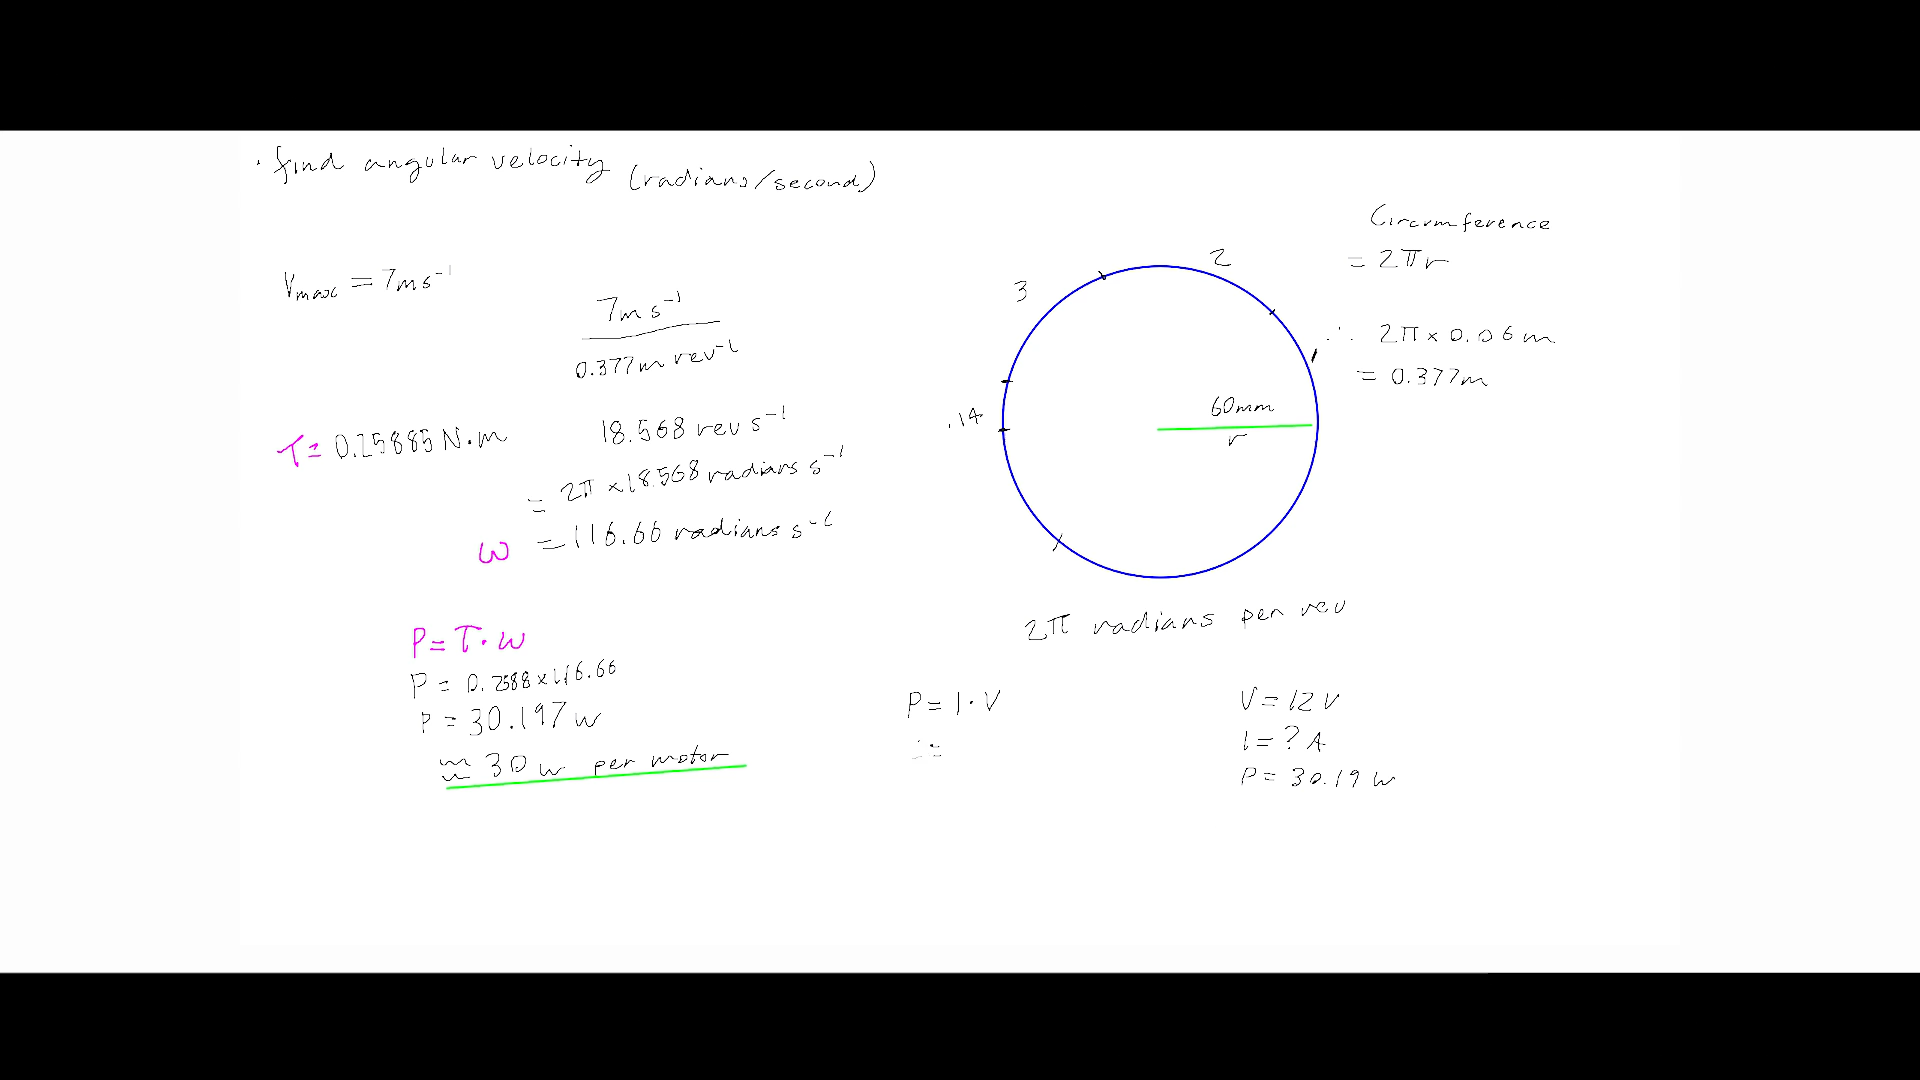 · find angular velocity (radians/second)
Vmax = 7ms⁻¹
7m s⁻¹
0.377m rev⁻¹
T = 0.25885 N·m
18.568 rev s⁻¹
= 2π × 18.568 radians s⁻¹
ω = 116.66 radians s⁻¹
P = T·ω
P = 0.2588 × 116.66
P = 30.197 W
≈ 30 W per motor
Circumference
= 2πr
∴ 2π × 0.06 m
= 0.377m
2
3
.14
60mm
r
2π radians per rev
P = I·V
V = 12 V
I = ? A
P = 30.19 W